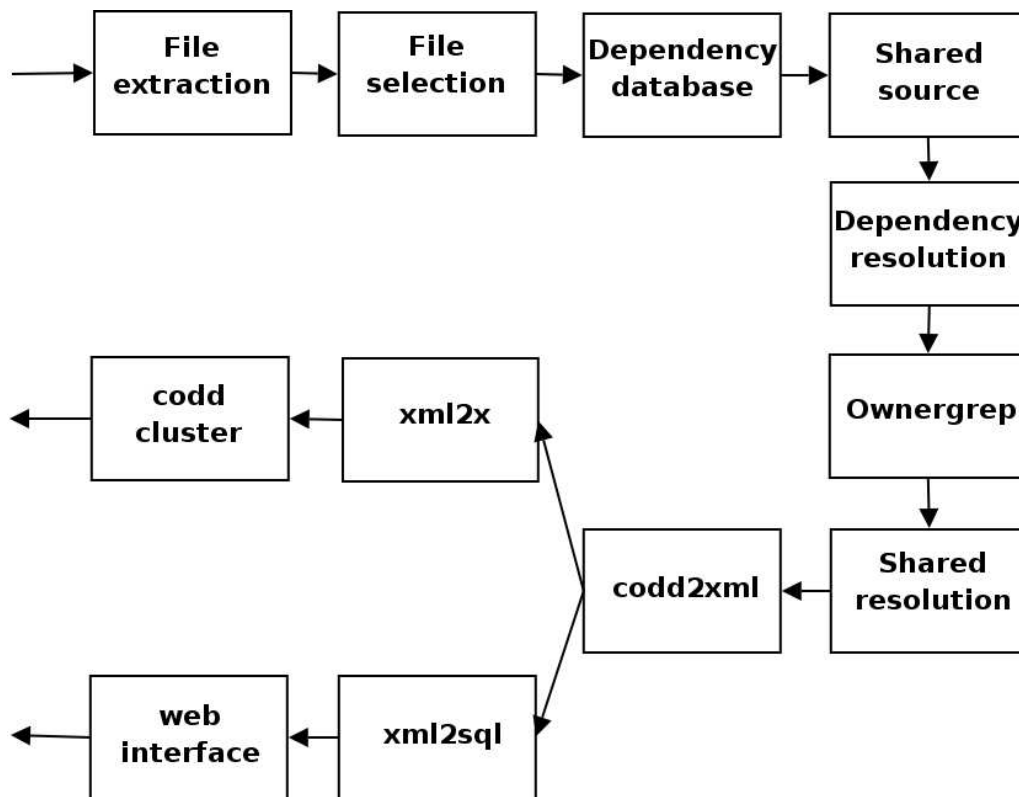 File
extraction
File
selection
Dependency
database
Shared
source
Dependency
resolution
Ownergrep
Shared
resolution
codd2xml
xml2x
codd
cluster
xml2sql
web
interface